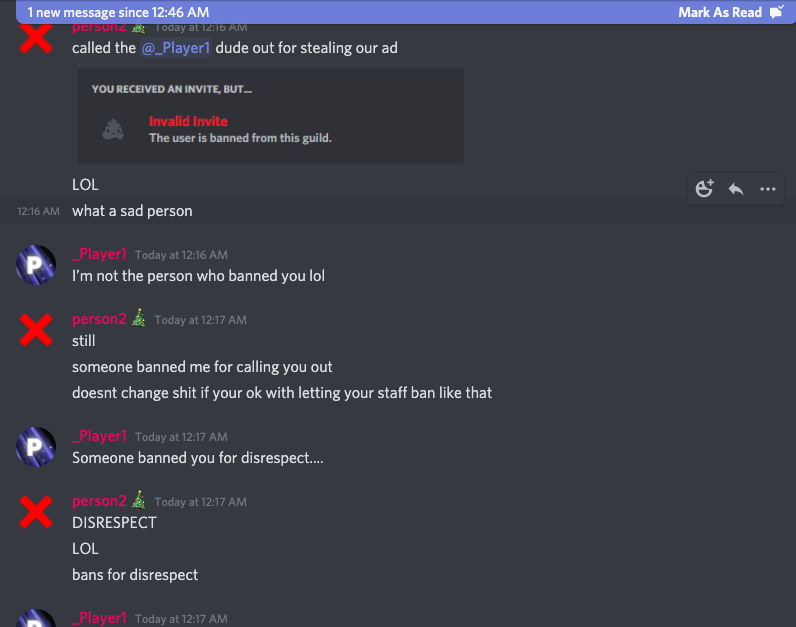 1 new message since 12:46 AM
Mark As Read
person2 Today at 12:16 AM
called the @_Player1 dude out for stealing our ad
YOU RECEIVED AN INVITE, BUT...
Invalid Invite
The user is banned from this guild.
LOL
12:16 AM what a sad person
_Player1 Today at 12:16 AM
P
I'm not the person who banned you lol
person2 Today at 12:17 AM
still
someone banned me for calling you out
doesnt change shit if your ok with letting your staff ban like that
_Player1 Today at 12:17 AM
P
Someone banned you for disrespect....
person2 Today at 12:17 AM
DISRESPECT
LOL
bans for disrespect
_Player1 Today at 12:17 AM
P